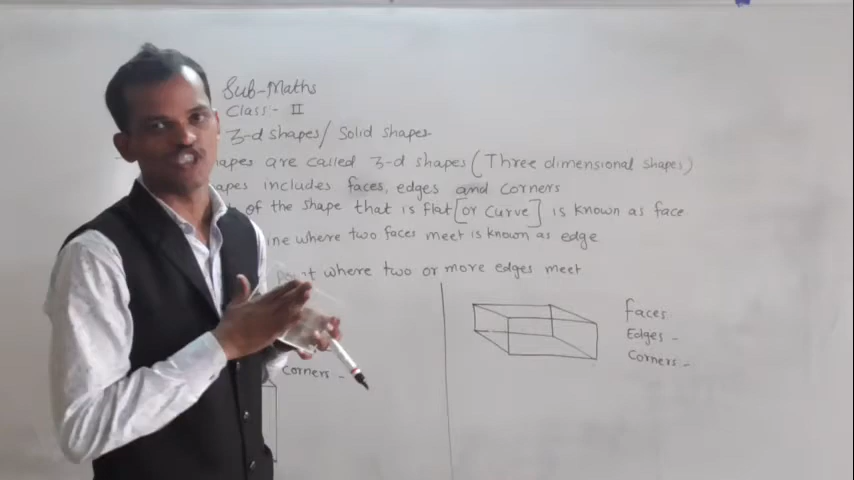 Sub-Maths
Class:- II
3-d shapes/ Solid shapes
apes are called 3-d shapes (Three dimensional shapes)
apes includes faces, edges and corners
of the shape that is flat [or curve] is known as face
ine where two faces meet is known as edge
point where two or more edges meet
Faces
Edges -
Corners:-
Corners -